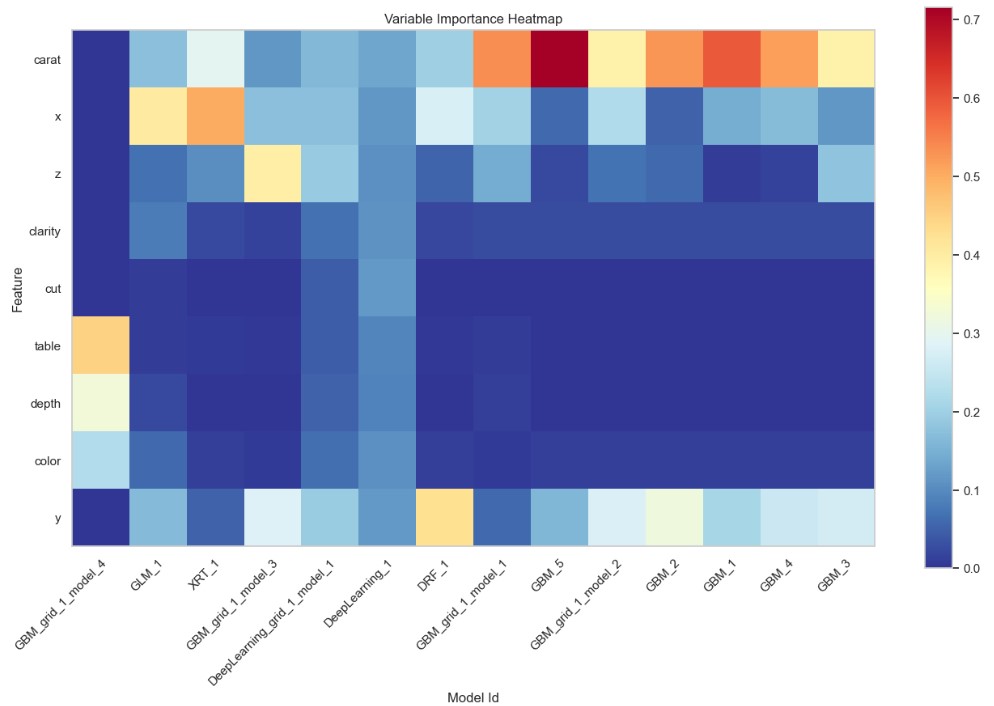 Variable Importance Heatmap
carat
x
z
clarity
cut
table
depth
color
y
Feature
GBM_grid_1_model_4
GLM_1
XRT_1
GBM_grid_1_model_3
DeepLearning_grid_1_model_1
DeepLearning_1
DRF_1
GBM_grid_1_model_1
GBM_5
GBM_grid_1_model_2
GBM_2
GBM_1
GBM_4
GBM_3
Model Id
0.7
0.6
0.5
0.4
0.3
0.2
0.1
0.0